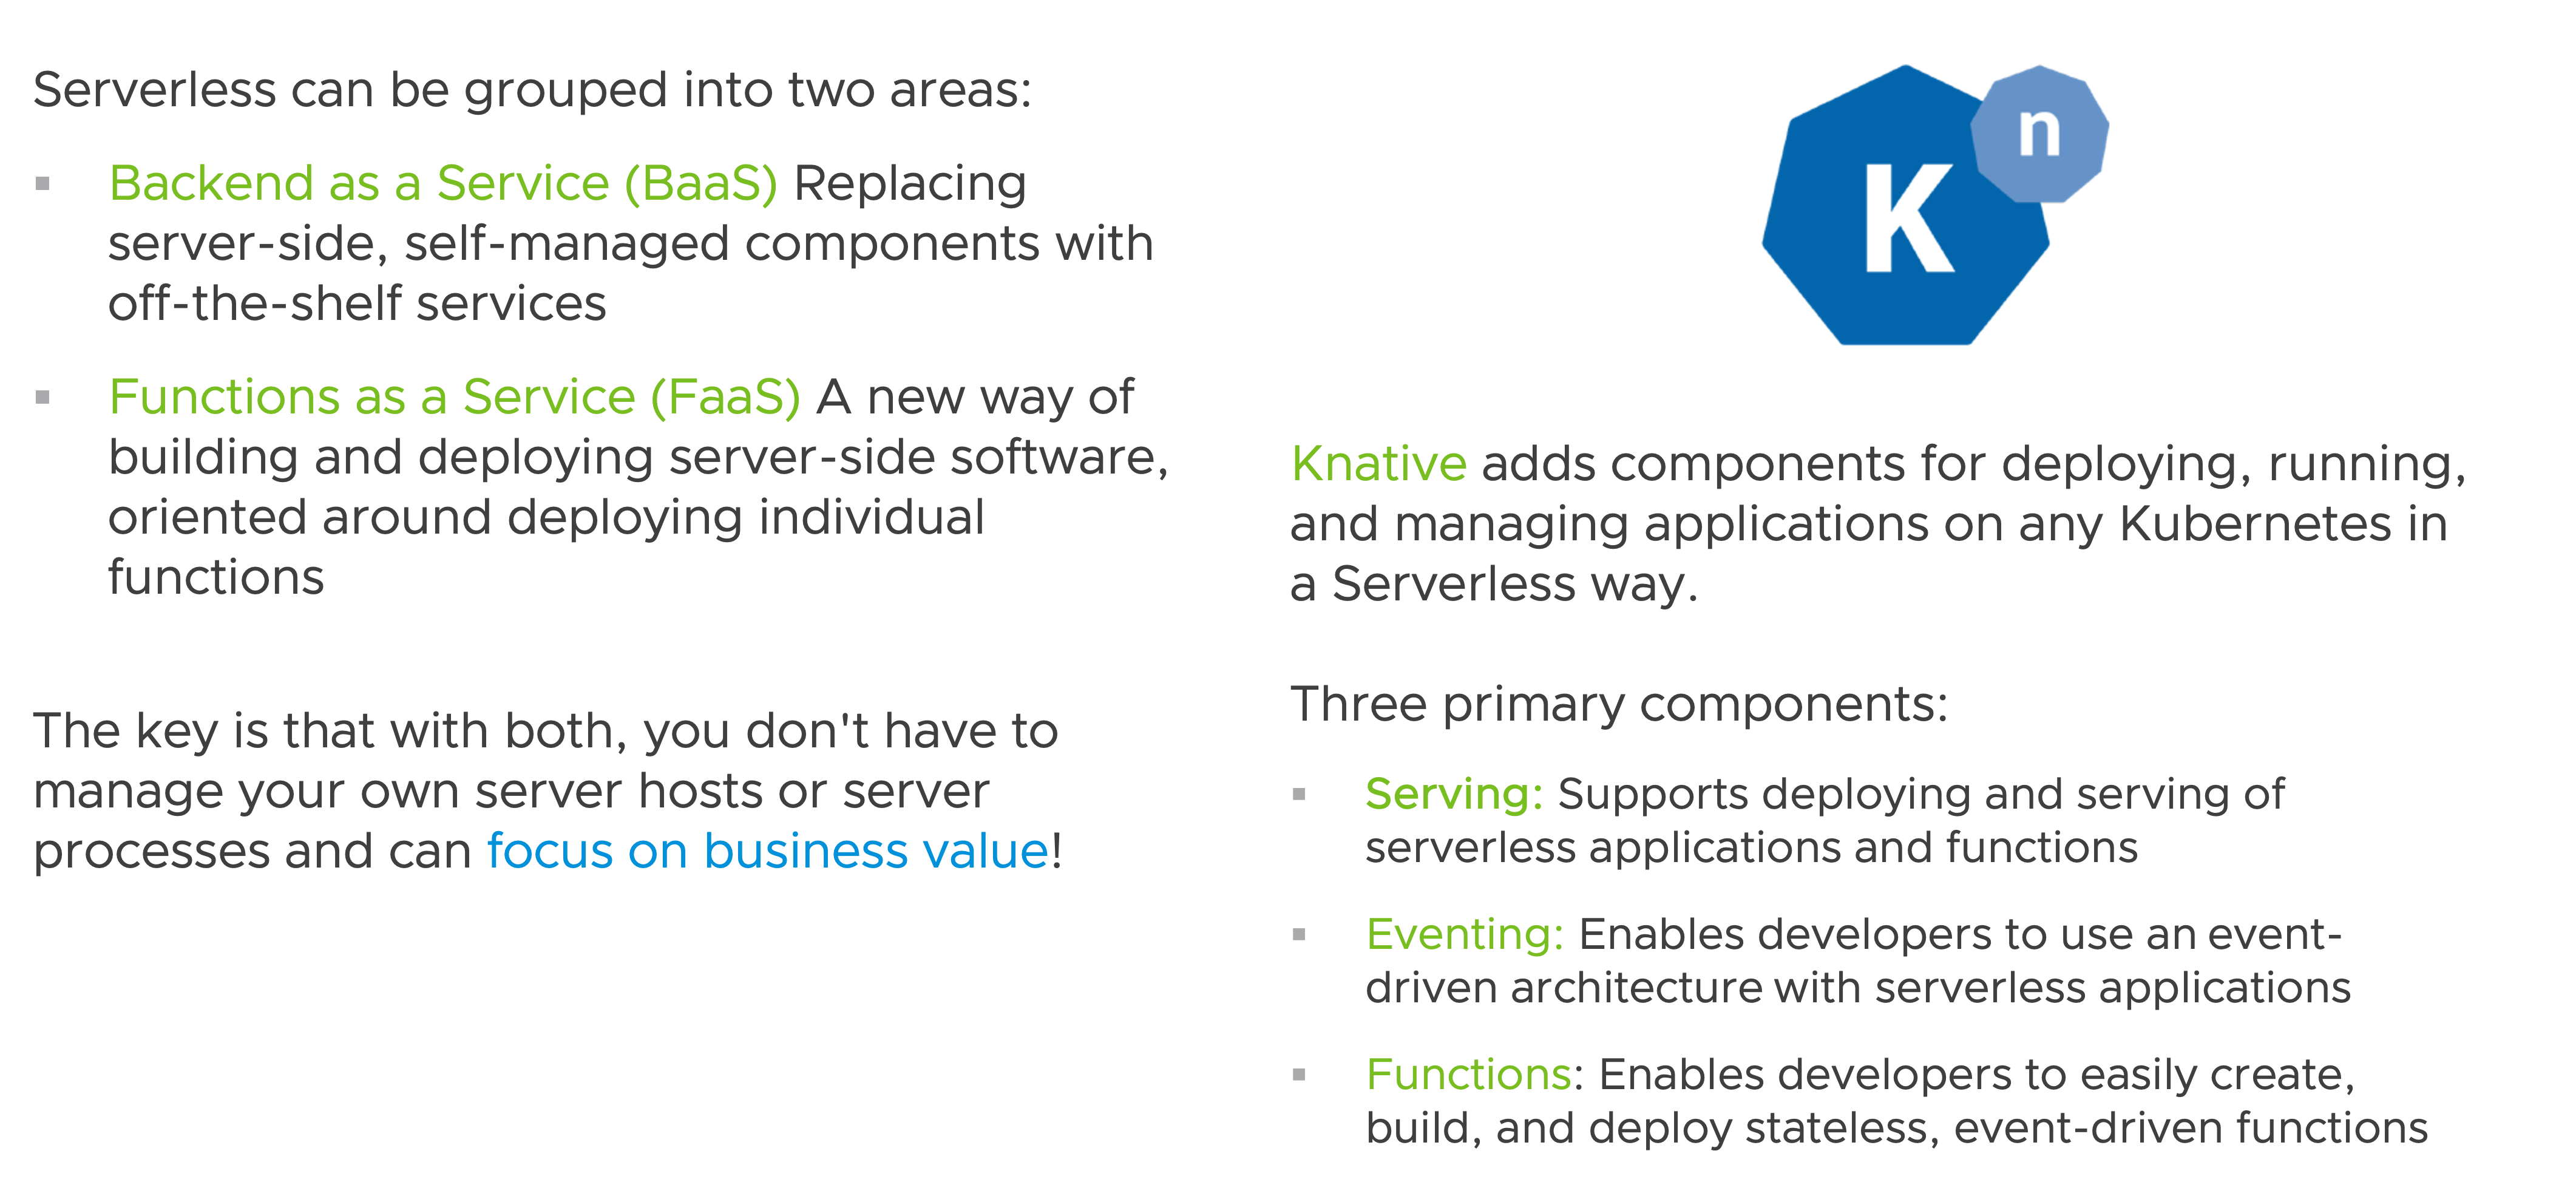 Serverless can be grouped into two areas:
▪ Backend as a Service (BaaS) Replacing
server-side, self-managed components with
off-the-shelf services
▪ Functions as a Service (FaaS) A new way of
building and deploying server-side software,
oriented around deploying individual
functions
The key is that with both, you don't have to
manage your own server hosts or server
processes and can focus on business value!
K n
Knative adds components for deploying, running,
and managing applications on any Kubernetes in
a Serverless way.
Three primary components:
▪ Serving: Supports deploying and serving of
serverless applications and functions
▪ Eventing: Enables developers to use an event-
driven architecture with serverless applications
▪ Functions: Enables developers to easily create,
build, and deploy stateless, event-driven functions